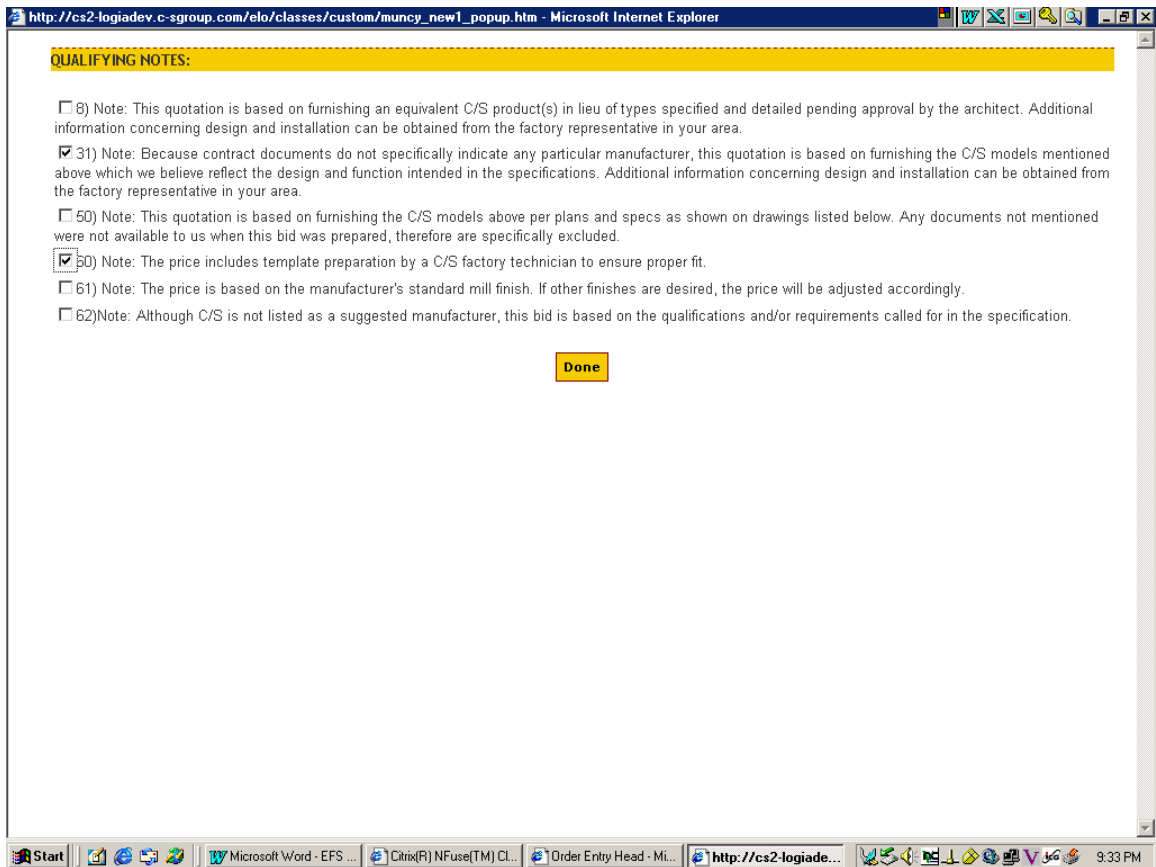 http://cs2-logiadev.c-sgroup.com/elo/classes/custom/muncy_new1_popup.htm - Microsoft Internet Explorer
QUALIFYING NOTES:
8) Note: This quotation is based on furnishing an equivalent C/S product(s) in lieu of types specified and detailed pending approval by the architect. Additional
information concerning design and installation can be obtained from the factory representative in your area.
31) Note: Because contract documents do not specifically indicate any particular manufacturer, this quotation is based on furnishing the C/S models mentioned
above which we believe reflect the design and function intended in the specifications. Additional information concerning design and installation can be obtained from
the factory representative in your area.
50) Note: This quotation is based on furnishing the C/S models above per plans and specs as shown on drawings listed below. Any documents not mentioned
were not available to us when this bid was prepared, therefore are specifically excluded.
60) Note: The price includes template preparation by a C/S factory technician to ensure proper fit.
61) Note: The price is based on the manufacturer's standard mill finish. If other finishes are desired, the price will be adjusted accordingly.
62)Note: Although C/S is not listed as a suggested manufacturer, this bid is based on the qualifications and/or requirements called for in the specification.
Done
Start Microsoft Word - EFS ... Citrix(R) NFuse(TM) Cl... Order Entry Head - Mi... http://cs2-logiade... 9:33 PM